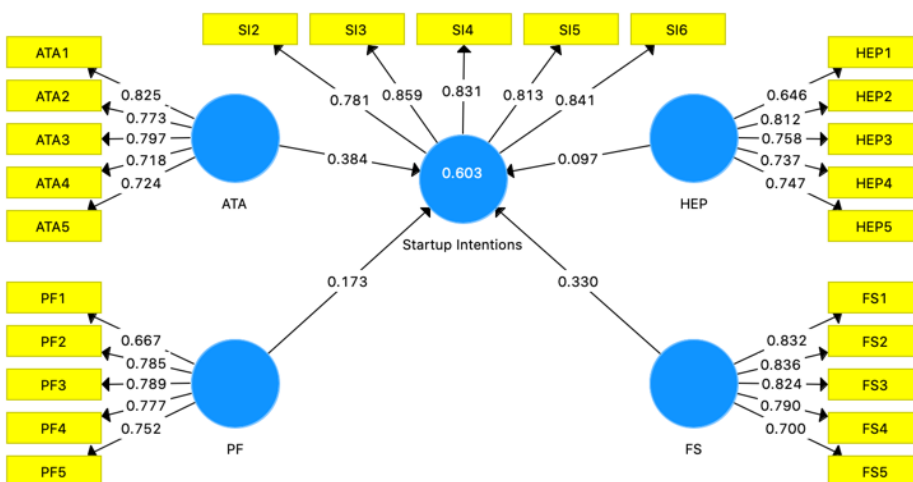 SI2 SI3 SI4 SI5 SI6
ATA1 HEP1
ATA2 HEP2
ATA3 HEP3
ATA4 HEP4
ATA5 HEP5
0.825
0.773
0.797
0.718
0.724
0.781
0.859
0.831
0.813
0.841
0.646
0.812
0.758
0.737
0.747
0.384
0.603
0.097
ATA
Startup Intentions
HEP
0.173
0.330
PF1 FS1
PF2 FS2
PF3 FS3
PF4 FS4
PF5 FS5
0.667
0.785
0.789
0.777
0.752
0.832
0.836
0.824
0.790
0.700
PF
FS